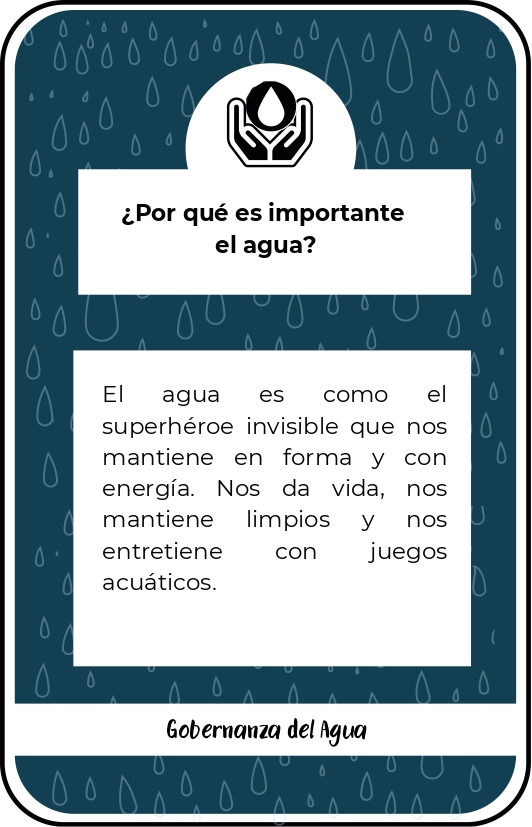 ¿Por qué es importante
el agua?
El agua es como el
superhéroe invisible que nos
mantiene en forma y con
energía. Nos da vida, nos
mantiene limpios y nos
entretiene con juegos
acuáticos.
Gobernanza del Agua